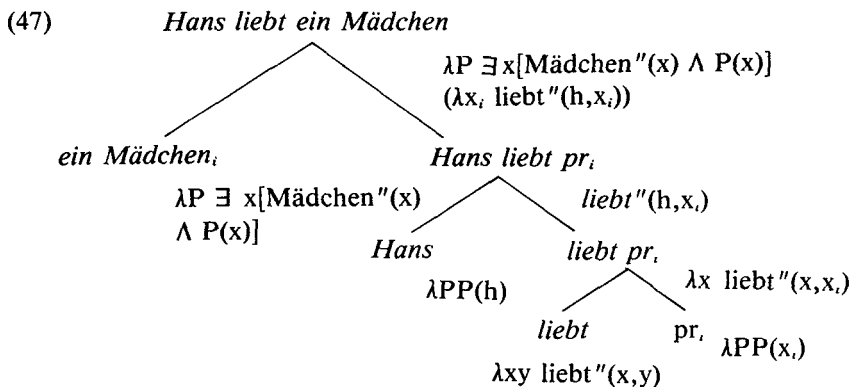 (47) Hans liebt ein Mädchen
λP ∃x[Mädchen″(x) Λ P(x)]
(λxᵢ liebt″(h,xᵢ))
ein Mädchenᵢ Hans liebt prᵢ
λP ∃ x[Mädchen″(x)
Λ P(x)]
liebt″(h,xᵢ)
Hans liebt prᵢ
λPP(h) λx liebt″(x,xᵢ)
liebt prᵢ
λPP(xᵢ)
λxy liebt″(x,y)